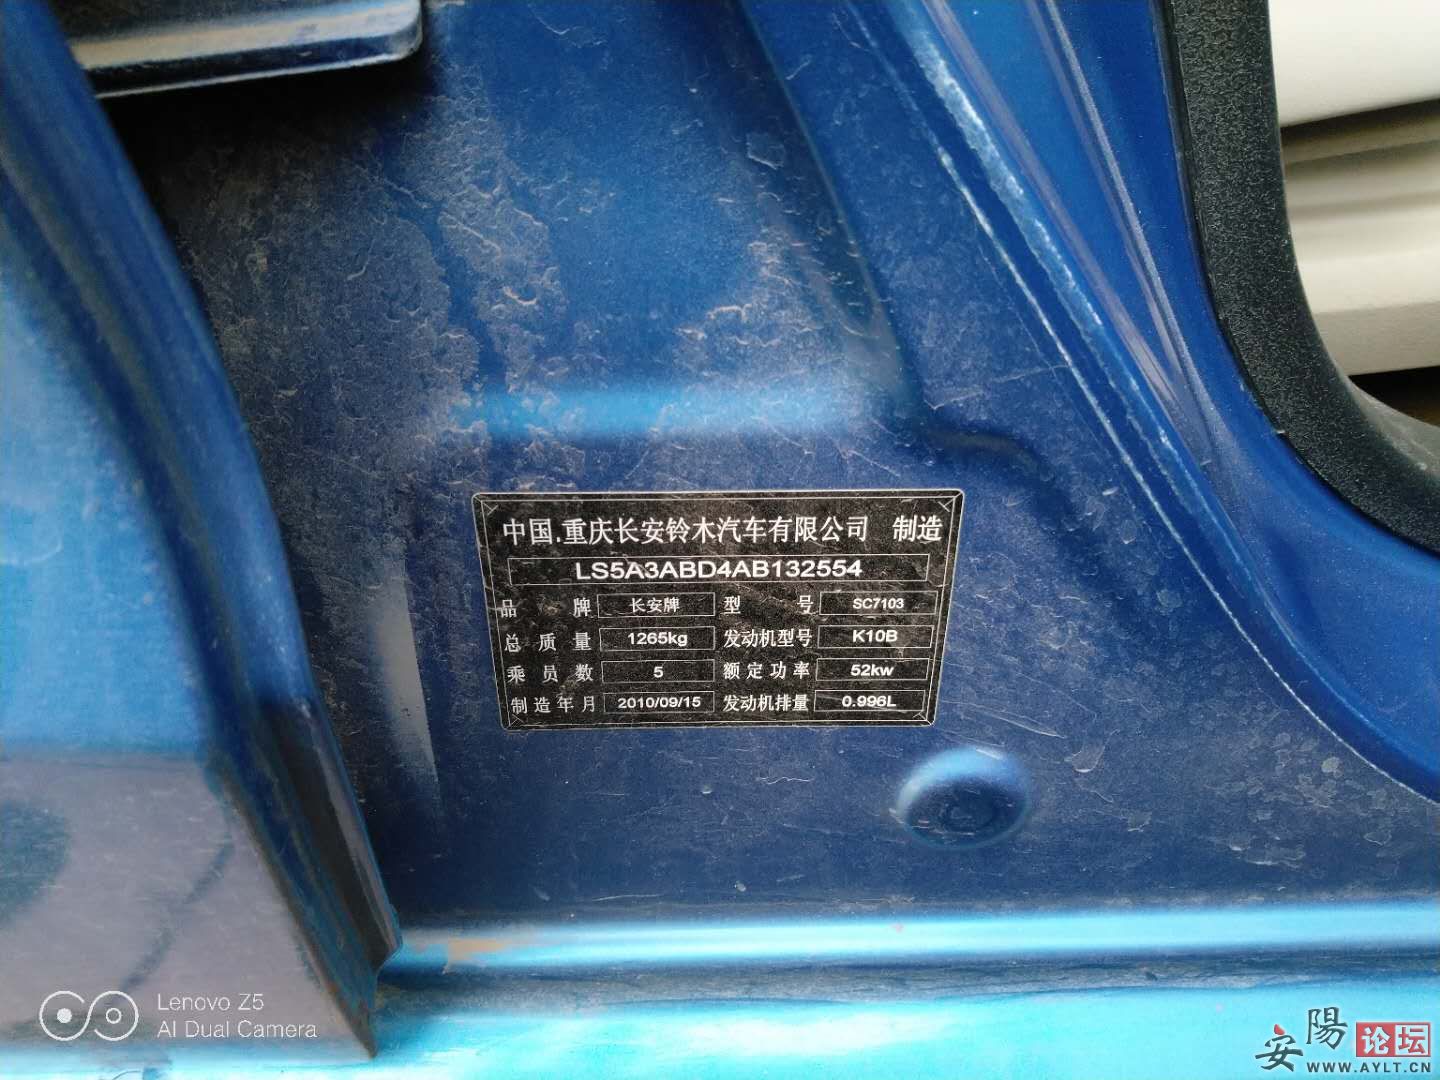 中国.重庆长安铃木汽车有限公司 制造
LS5A3ABD4AB132554
品牌 长安牌 型号 SC7103
总质量 1265kg 发动机型号 K10B
乘员数 5 额定功率 52kw
制造年月 2010/09/15 发动机排量 0.996L
Lenovo Z5
AI Dual Camera
安陽论坛
WWW.AYLT.CN